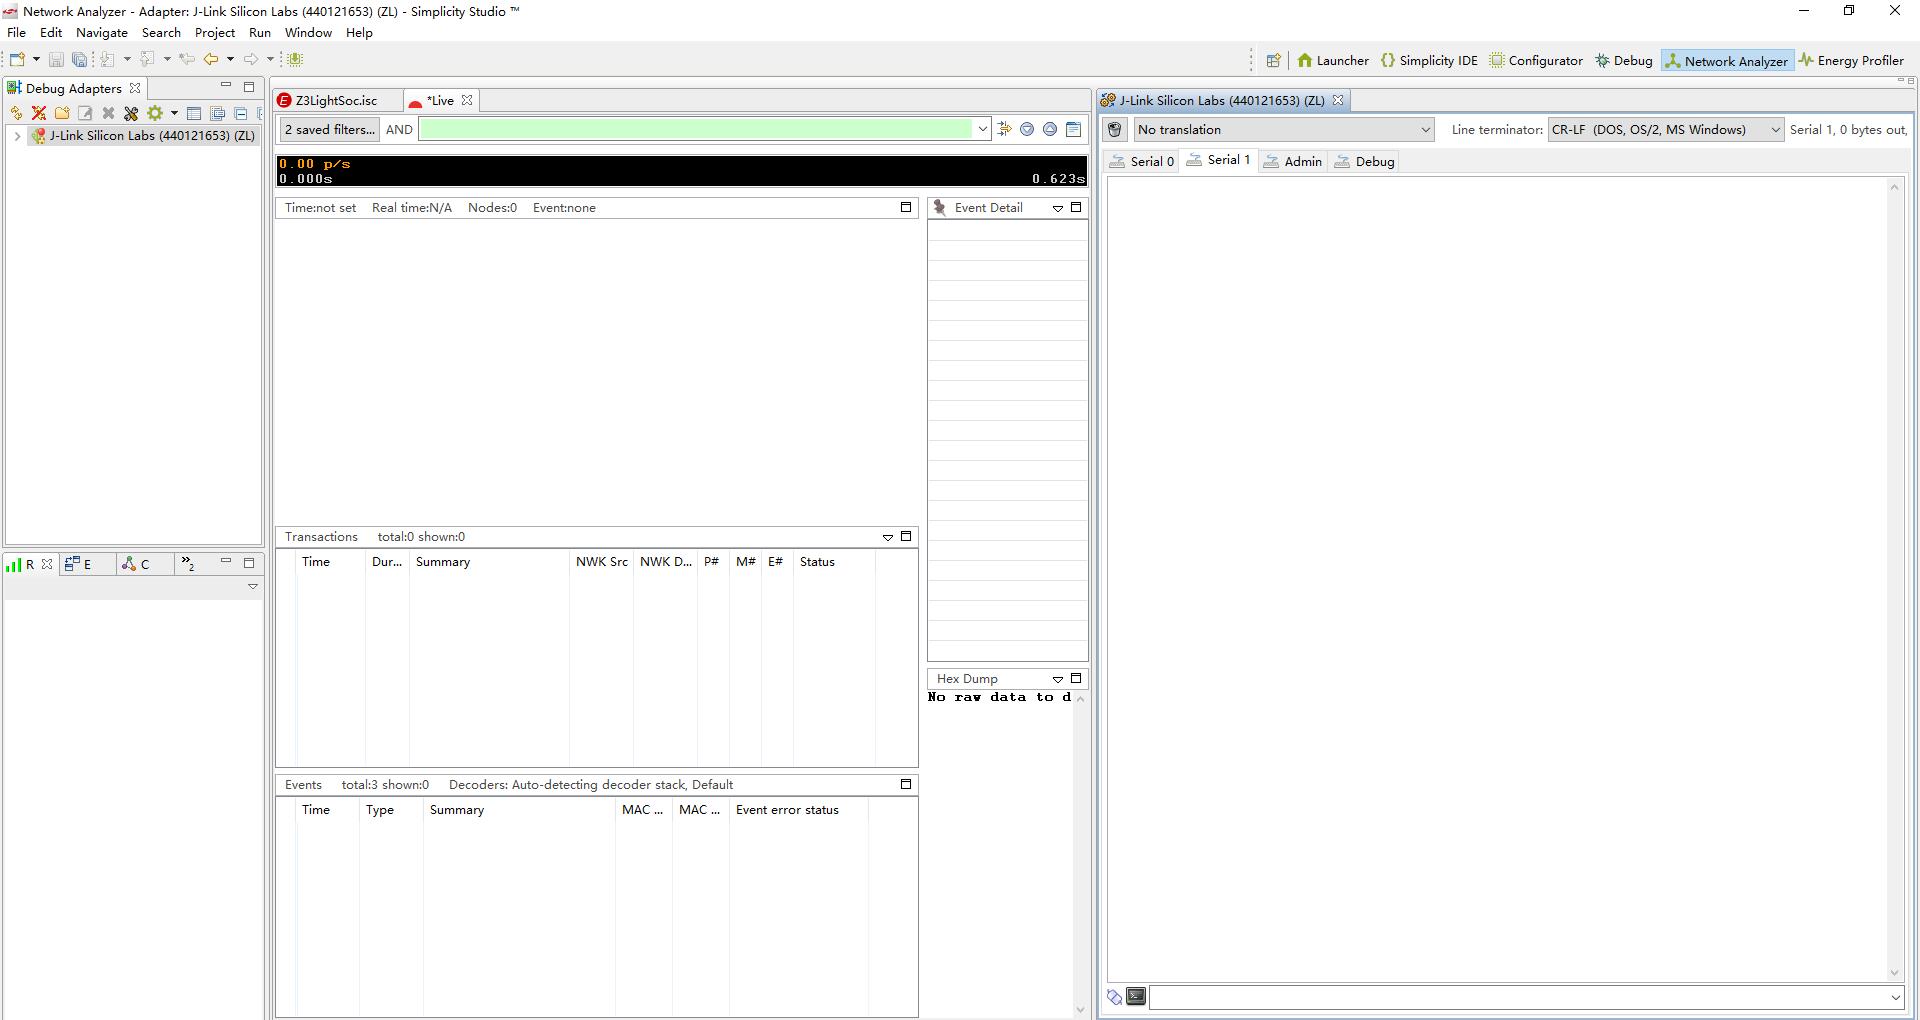 Network Analyzer - Adapter: J-Link Silicon Labs (440121653) (ZL) - Simplicity Studio ™
File Edit Navigate Search Project Run Window Help
Launcher Simplicity IDE Configurator Debug Network Analyzer Energy Profiler
Debug Adapters
J-Link Silicon Labs (440121653) (ZL)
R E C »2
Z3LightSoc.isc *Live
2 saved filters... AND
0.00 p/s
0.000s 0.623s
Time:not set Real time:N/A Nodes:0 Event:none
Transactions total:0 shown:0
Time Dur... Summary NWK Src NWK D... P# M# E# Status
Events total:3 shown:0 Decoders: Auto-detecting decoder stack, Default
Time Type Summary MAC ... MAC ... Event error status
Event Detail
Hex Dump
No raw data to d
J-Link Silicon Labs (440121653) (ZL)
No translation Line terminator: CR-LF (DOS, OS/2, MS Windows) Serial 1, 0 bytes out,
Serial 0 Serial 1 Admin Debug